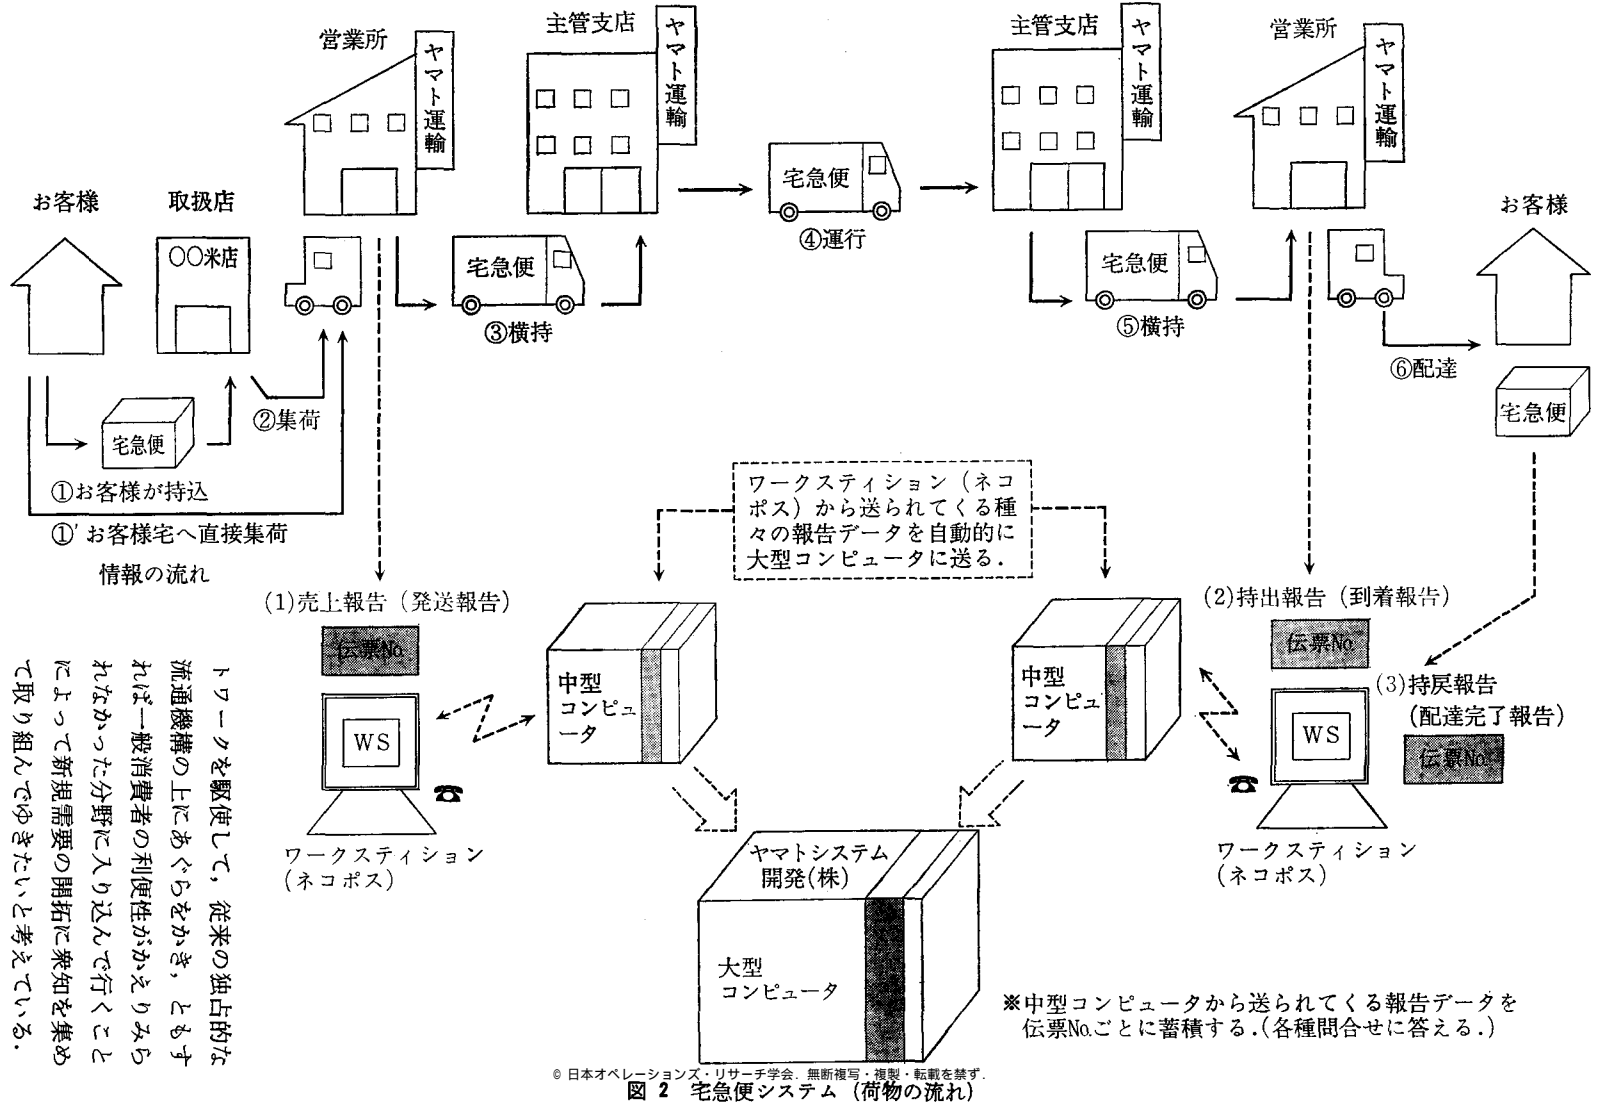 営業所
ヤマト運輸
主管支店
ヤマト運輸
主管支店
ヤマト運輸
営業所
ヤマト運輸
お客様
取扱店
〇〇米店
宅急便
④運行
お客様
宅急便
③横持
宅急便
⑤横持
⑥配達
宅急便
②集荷
宅急便
①お客様が持込
①′お客様宅へ直接集荷
情報の流れ
ワークスティション（ネコ
ポス）から送られてくる種
々の報告データを自動的に
大型コンピュータに送る．
(1)売上報告（発送報告）
伝票No.
WS
ワークスティション
(ネコポス)
中型
コンピュ
ータ
中型
コンピュ
ータ
(2)持出報告（到着報告）
伝票No.
WS
(3)持戻報告
(配達完了報告)
伝票No.
ワークスティション
(ネコポス)
ヤマトシステム
開発(株)
大型
コンピュータ
※中型コンピュータから送られてくる報告データを
伝票No.ごとに蓄積する.(各種問合せに答える.)
トワークを駆使して，従来の独占的な
流通機構の上にあぐらをかき，ともす
れば一般消費者の利便性がかえりみら
れなかった分野に入り込んで行くこと
によって新規需要の開拓に衆知を集め
て取り組んでゆきたいと考えている．
© 日本オペレーションズ・リサーチ学会. 無断複写・複製・転載を禁ず.
図 2 宅急便システム（荷物の流れ）